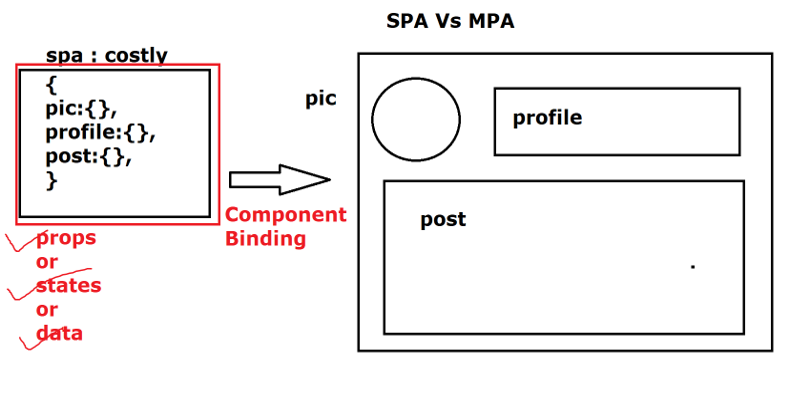 SPA Vs MPA
spa : costly
{
pic:{},
profile:{},
post:{},
}
props
or
states
or
data
Component
Binding
pic
profile
post